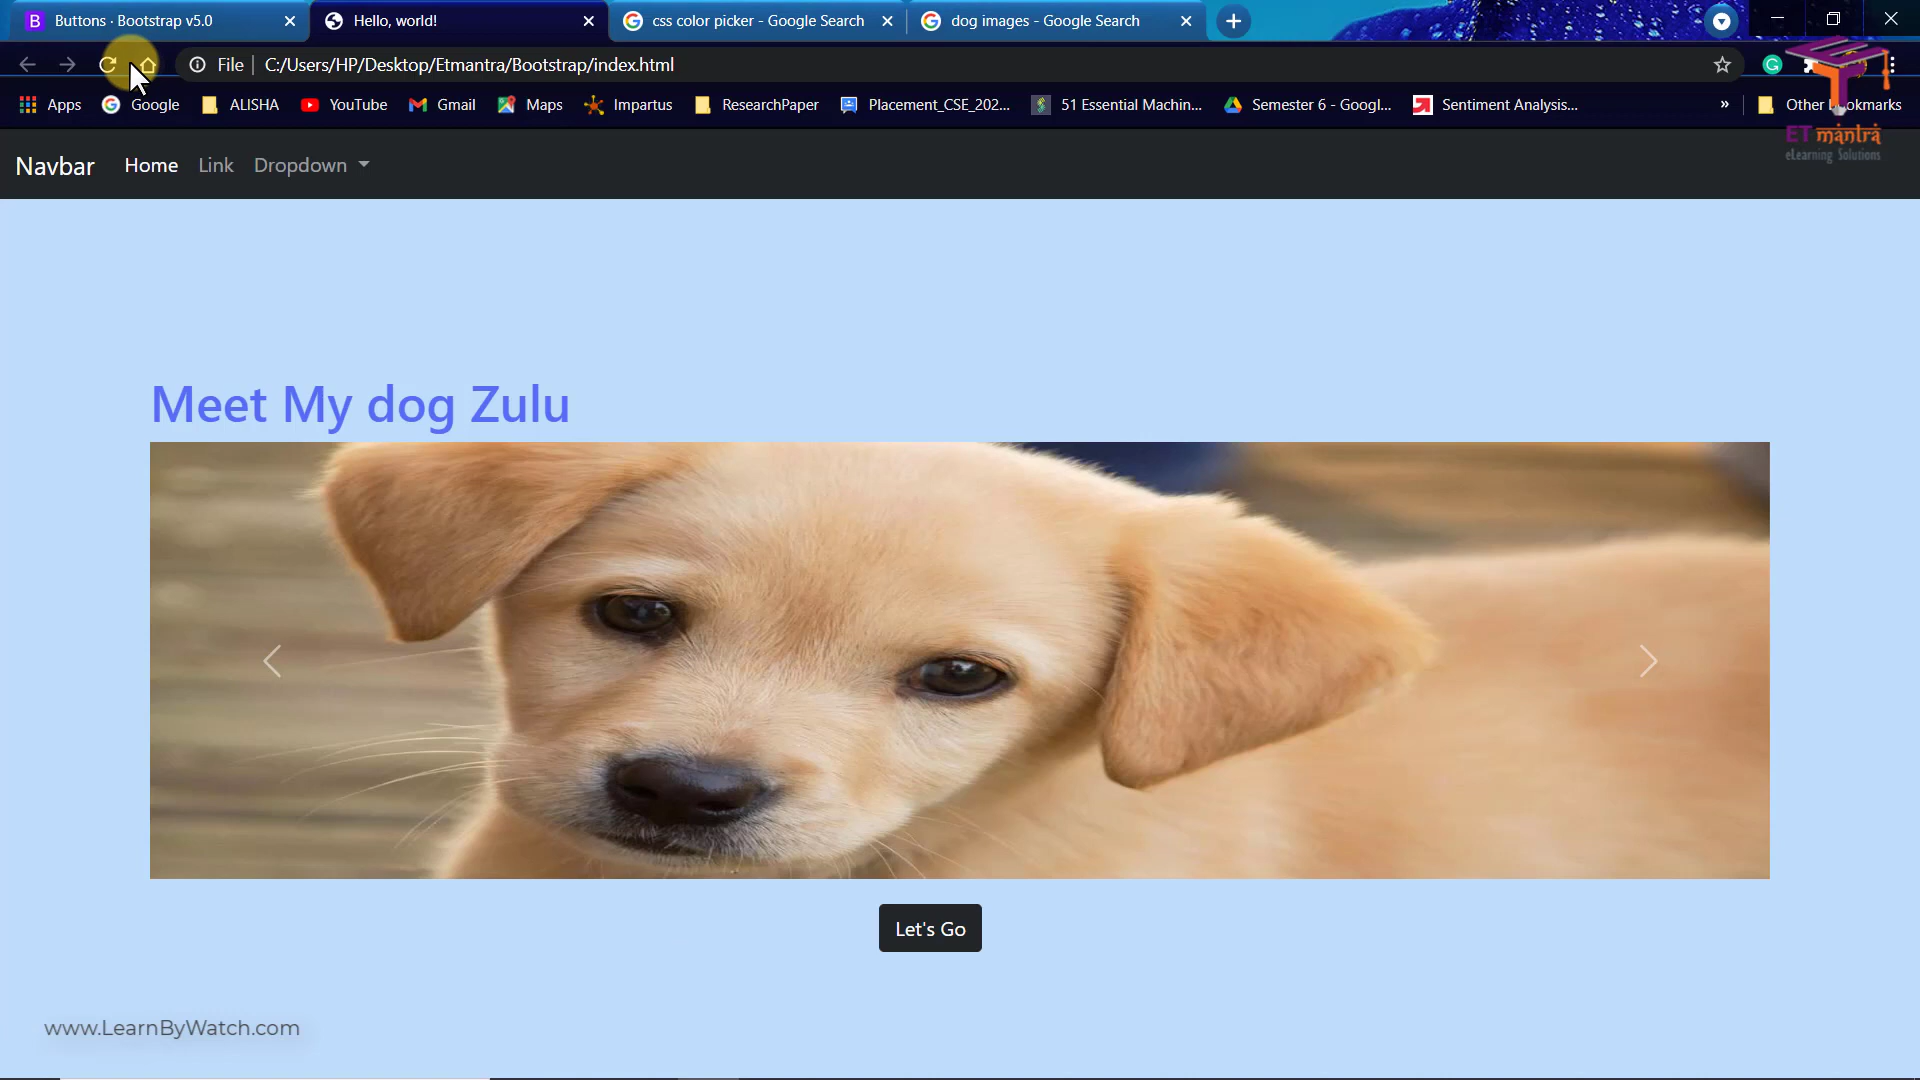 Buttons · Bootstrap v5.0
Hello, world!
css color picker - Google Search
dog images - Google Search
File
C:/Users/HP/Desktop/Etmantra/Bootstrap/index.html
Apps
Google
ALISHA
YouTube
Gmail
Maps
Impartus
ResearchPaper
Placement_CSE_202...
51 Essential Machin...
Semester 6 - Googl...
Sentiment Analysis...
»
Other
ET mantra
eLearning Solutions
Navbar
Home
Link
Dropdown
Meet My dog Zulu
Let's Go
www.LearnByWatch.com